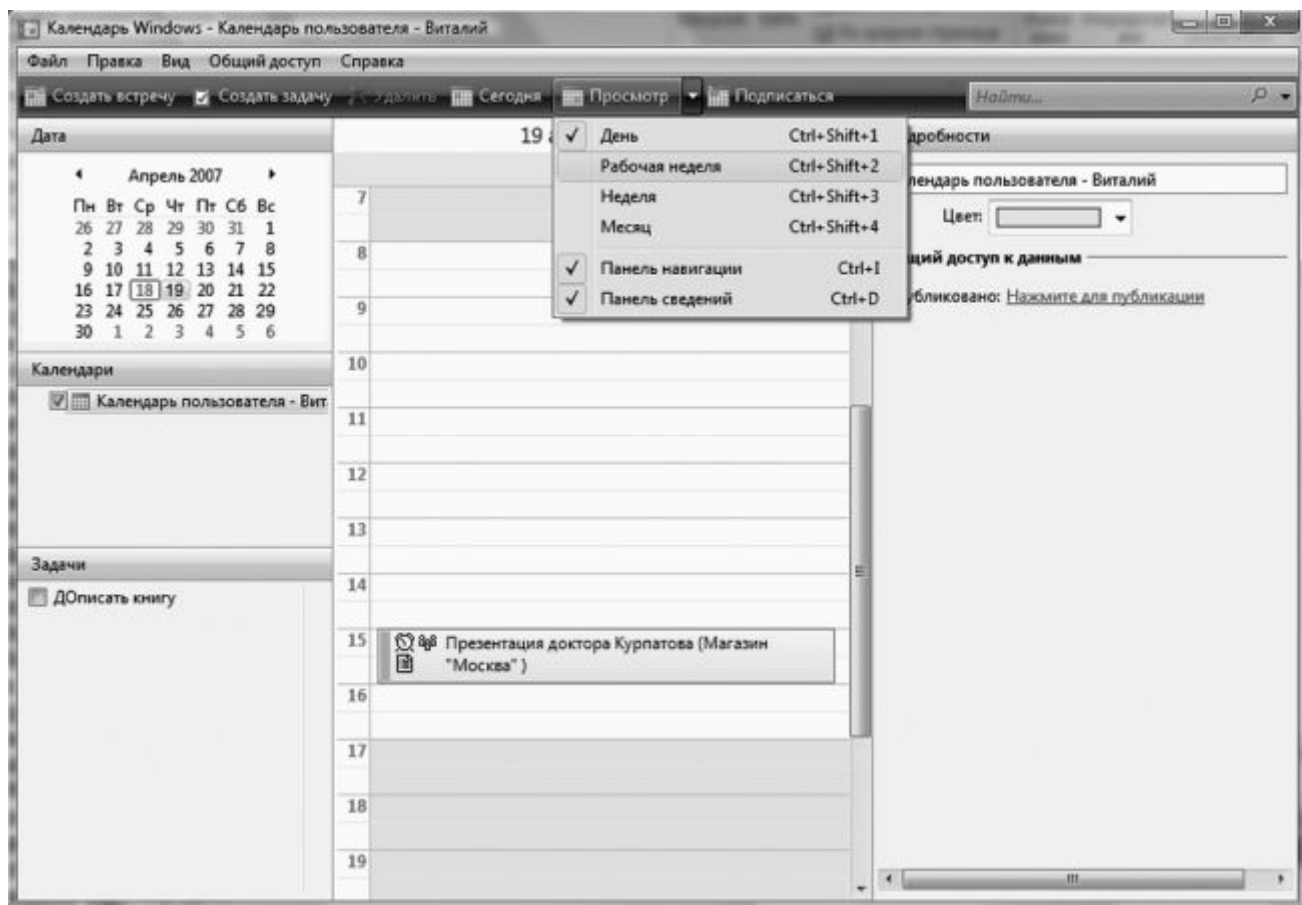 Календарь Windows - Календарь пользователя - Виталий
Файл Правка Вид Общий доступ Справка
Создать встречу Создать задачу Удалить Сегодня Просмотр Подписаться Найти...
Дата
Апрель 2007
Пн Вт Ср Чт Пт Сб Вс
26 27 28 29 30 31 1
2 3 4 5 6 7 8
9 10 11 12 13 14 15
16 17 18 19 20 21 22
23 24 25 26 27 28 29
30 1 2 3 4 5 6
Календари
Календарь пользователя - Вит
Задачи
ДОписать книгу
19
День Ctrl+Shift+1
Рабочая неделя Ctrl+Shift+2
Неделя Ctrl+Shift+3
Месяц Ctrl+Shift+4
Панель навигации Ctrl+I
Панель сведений Ctrl+D
7
8
9
10
11
12
13
14
15 Презентация доктора Курпатова (Магазин
"Москва" )
16
17
18
19
дробности
лендарь пользователя - Виталий
Цвет:
щий доступ к данным
убликовано: Нажмите для публикации